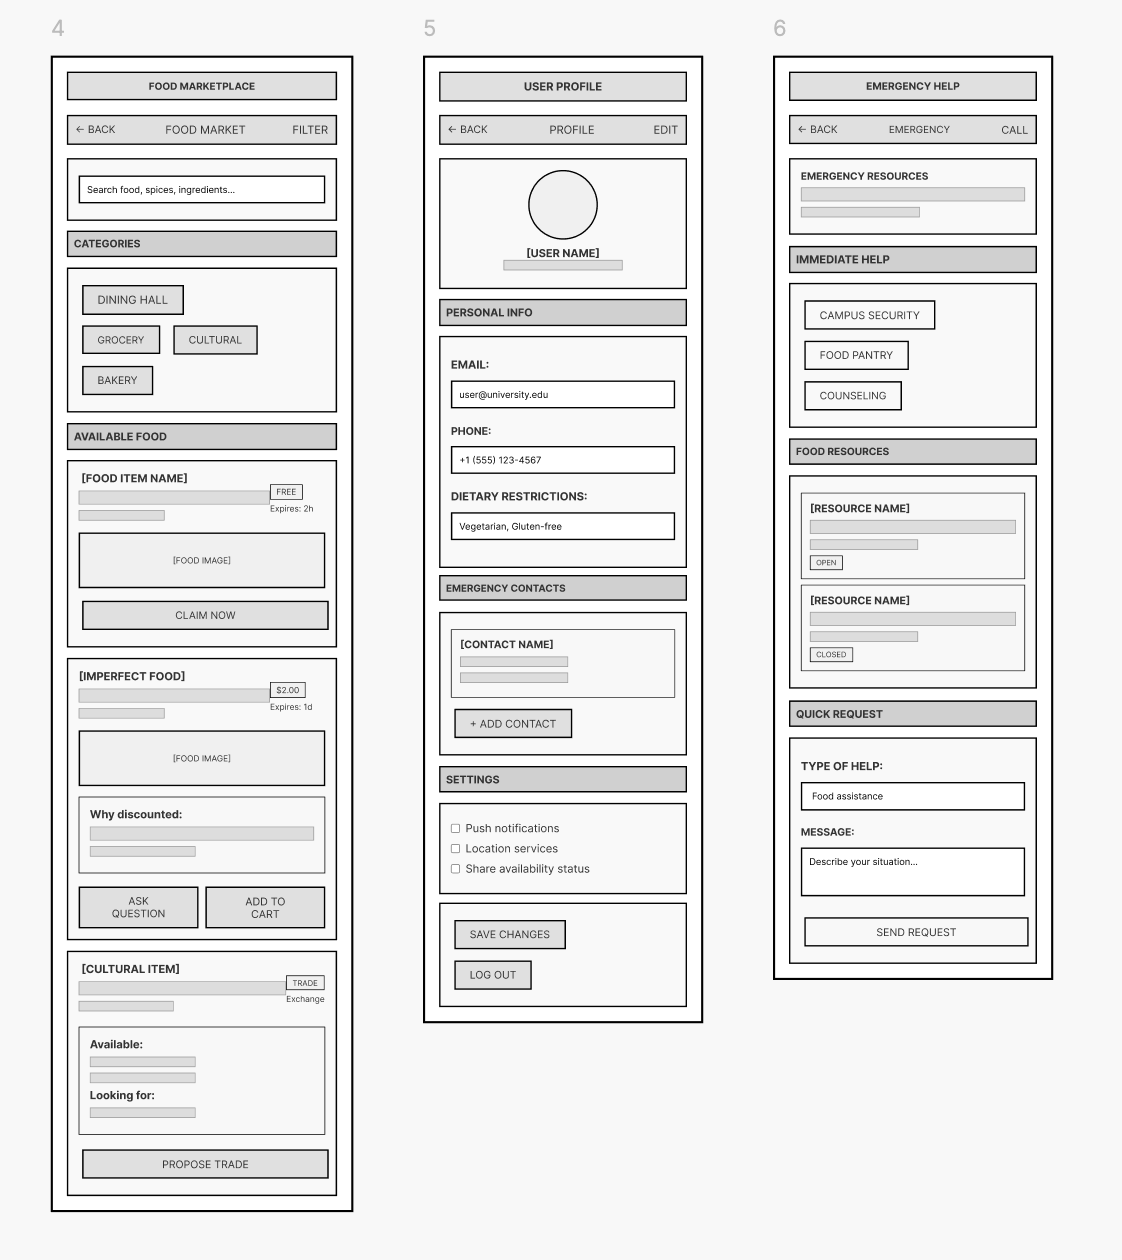 4
FOOD MARKETPLACE
← BACK
FOOD MARKET
FILTER
Search food, spices, ingredients...
CATEGORIES
DINING HALL
GROCERY
CULTURAL
BAKERY
AVAILABLE FOOD
[FOOD ITEM NAME]
FREE
Expires: 2h
[FOOD IMAGE]
CLAIM NOW
[IMPERFECT FOOD]
$2.00
Expires: 1d
[FOOD IMAGE]
Why discounted:
ASK
QUESTION
ADD TO
CART
[CULTURAL ITEM]
TRADE
Exchange
Available:
Looking for:
PROPOSE TRADE
5
USER PROFILE
← BACK
PROFILE
EDIT
[USER NAME]
PERSONAL INFO
EMAIL:
user@university.edu
PHONE:
+1 (555) 123-4567
DIETARY RESTRICTIONS:
Vegetarian, Gluten-free
EMERGENCY CONTACTS
[CONTACT NAME]
+ ADD CONTACT
SETTINGS
Push notifications
Location services
Share availability status
SAVE CHANGES
LOG OUT
6
EMERGENCY HELP
← BACK
EMERGENCY
CALL
EMERGENCY RESOURCES
IMMEDIATE HELP
CAMPUS SECURITY
FOOD PANTRY
COUNSELING
FOOD RESOURCES
[RESOURCE NAME]
OPEN
[RESOURCE NAME]
CLOSED
QUICK REQUEST
TYPE OF HELP:
Food assistance
MESSAGE:
Describe your situation...
SEND REQUEST